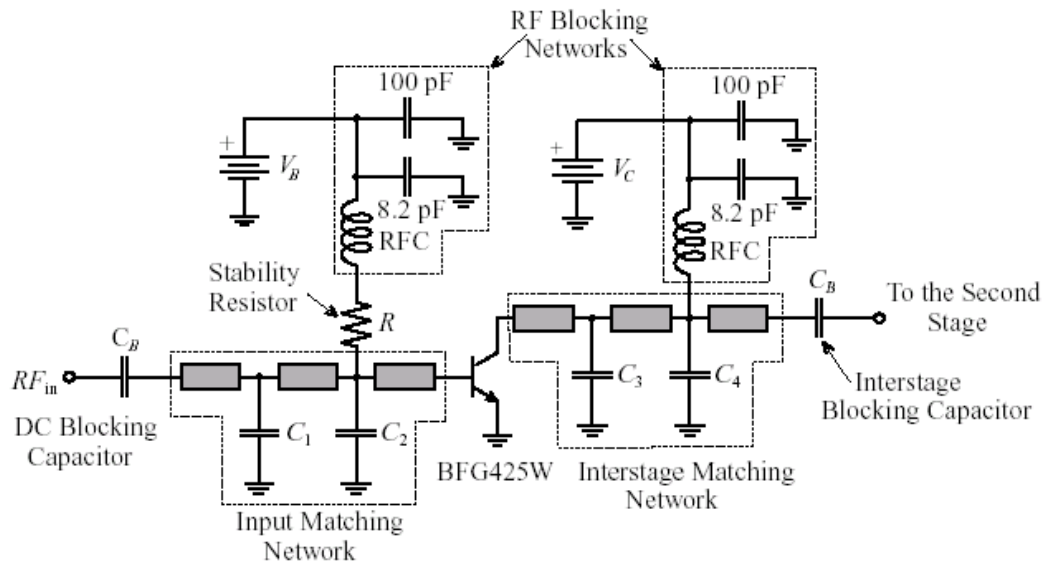 RF Blocking
Networks
100 pF
100 pF
+
V_B
+
V_C
8.2 pF
8.2 pF
RFC
RFC
Stability
Resistor
R
C_B
To the Second
Stage
C_B
RF_in
C_1
C_2
C_3
C_4
Interstage
Blocking Capacitor
DC Blocking
Capacitor
BFG425W
Interstage Matching
Network
Input Matching
Network